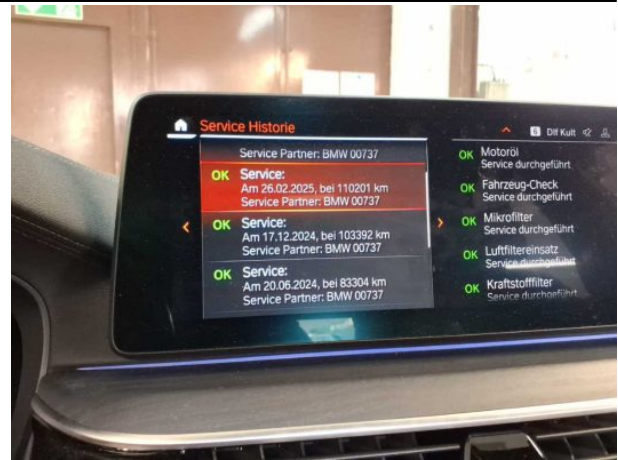 Service Historie
Dlf Kult
Service Partner: BMW 00737
OK Service:
Am 26.02.2025, bei 110201 km
Service Partner: BMW 00737
OK Service:
Am 17.12.2024, bei 103392 km
Service Partner: BMW 00737
OK Service:
Am 20.06.2024, bei 83304 km
Service Partner: BMW 00737
OK Motoröl
Service durchgeführt
OK Fahrzeug-Check
Service durchgeführt
OK Mikrofilter
Service durchgeführt
OK Luftfiltereinsatz
Service durchgeführt
OK Kraftstofffilter
Service durchgeführt